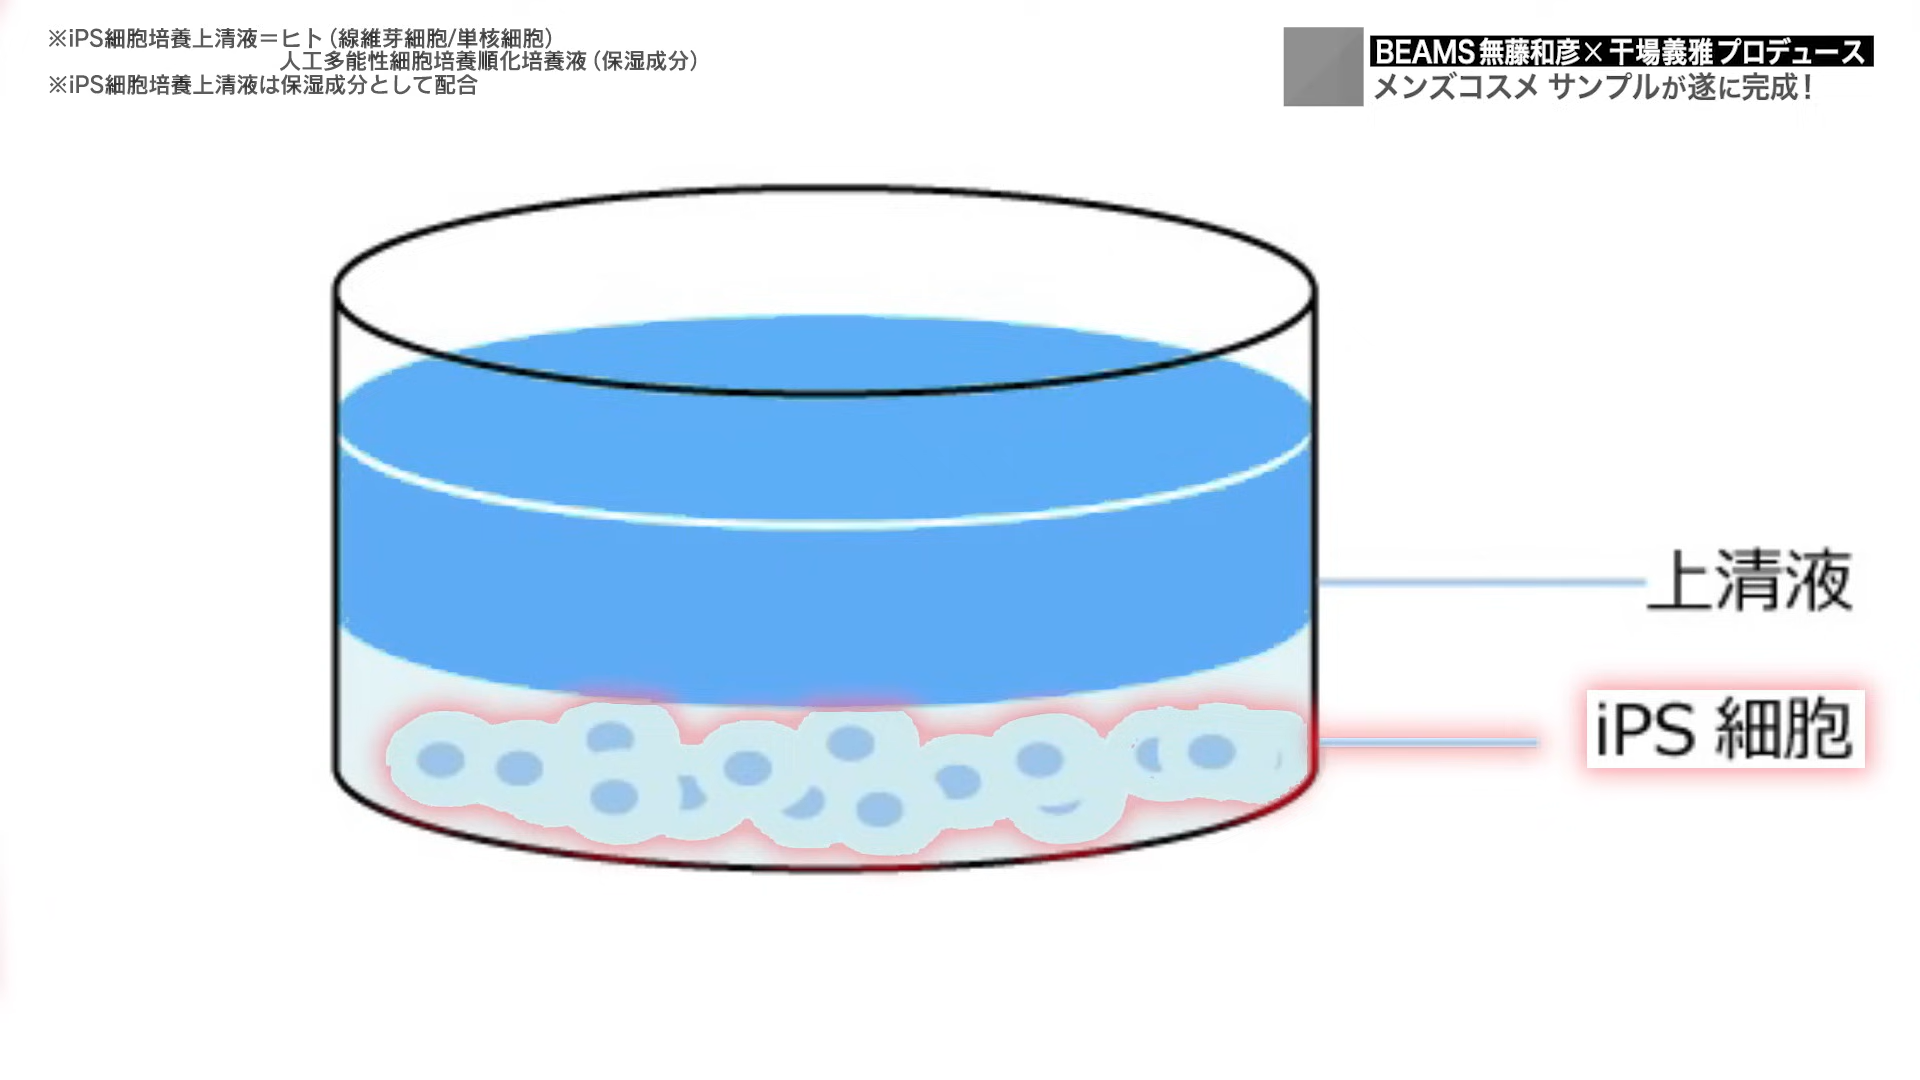 ※iPS細胞培養上清液＝ヒト（線維芽細胞/単核細胞）
人工多能性細胞培養順化培養液（保湿成分）
※iPS細胞培養上清液は保湿成分として配合
BEAMS無藤和彦×干場義雅プロデュース
メンズコスメ サンプルが遂に完成！
上清液
iPS 細胞